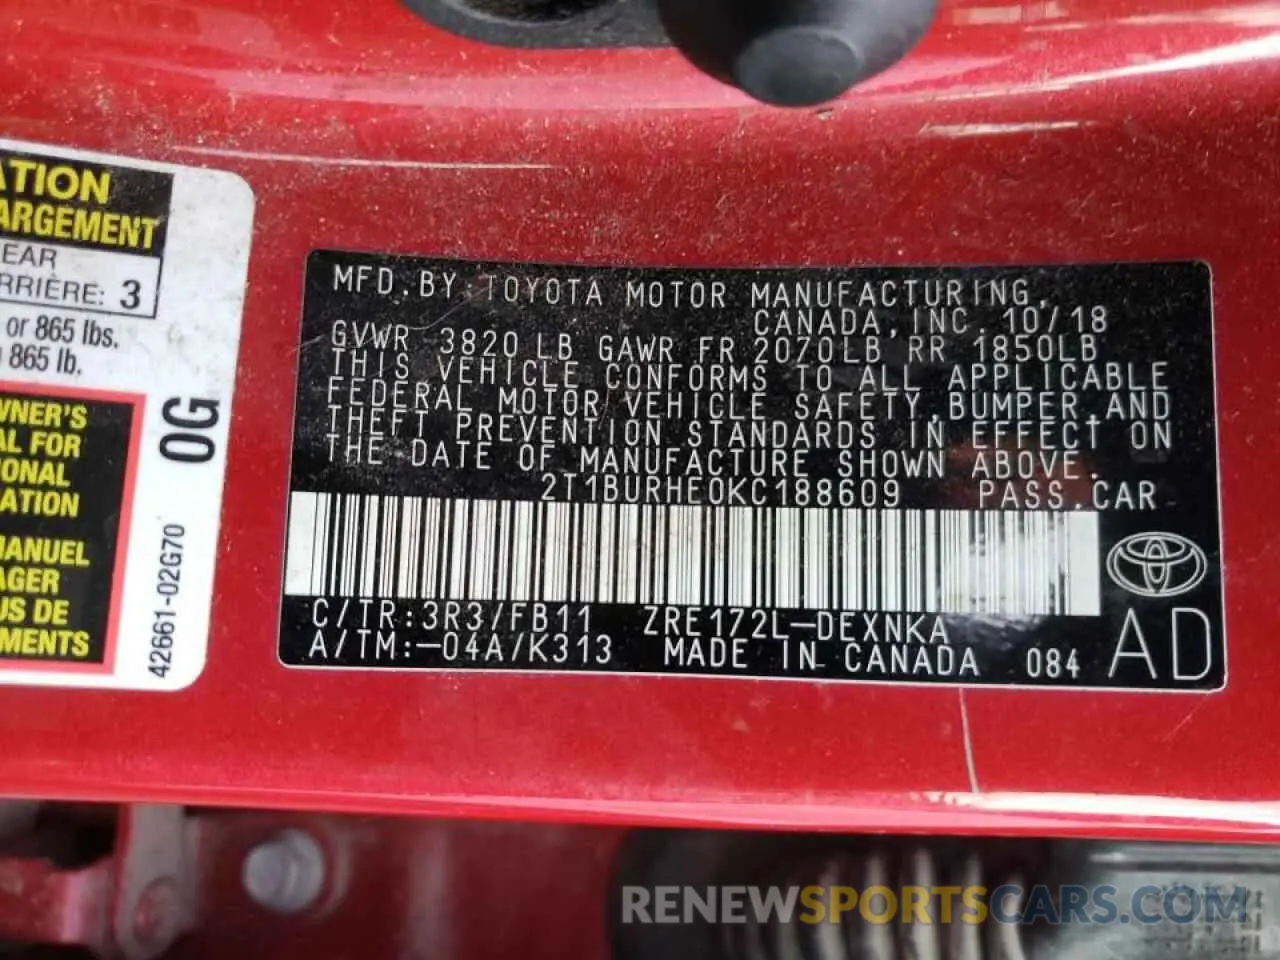 ATION
ARGEMENT
EAR
RRIÈRE: 3
or 865 lbs.
865 lb.
WNER'S
AL FOR
IONAL
ATION
MANUEL
AGER
US DE
MENTS
0G
42661-02G70
MFD.BY:TOYOTA MOTOR MANUFACTURING,
CANADA,INC. 10/18
GVWR 3820 LB GAWR FR 2070LB RR 1850LB
THIS VEHICLE CONFORMS TO ALL APPLICABLE
FEDERAL MOTOR VEHICLE SAFETY,BUMPER,AND
THEFT PREVENTION STANDARDS IN EFFECT ON
THE DATE OF MANUFACTURE SHOWN ABOVE.
2T1BURHE0KC188609 PASS.CAR
C/TR:3R3/FB11 ZRE172L-DEXNKA
A/TM:-04A/K313 MADE IN CANADA 084 AD
RENEWSPORTSCARS.COM